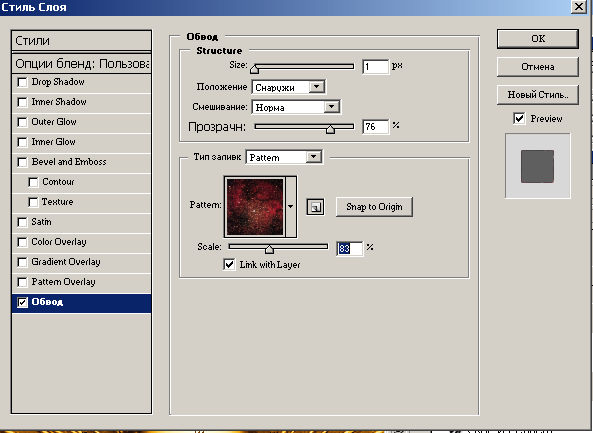 Стиль Слоя
Стили
Опции бленд: Пользова
Drop Shadow
Inner Shadow
Outer Glow
Inner Glow
Bevel and Emboss
Contour
Texture
Satin
Color Overlay
Gradient Overlay
Pattern Overlay
Обвод
Обвод
Structure
Size: 1 px
Положение Снаружи
Смешивание: Норма
Прозрачн: 76 %
Тип заливк Pattern
Pattern: Snap to Origin
Scale: 83 %
Link with Layer
OK
Отмена
Новый Стиль..
Preview